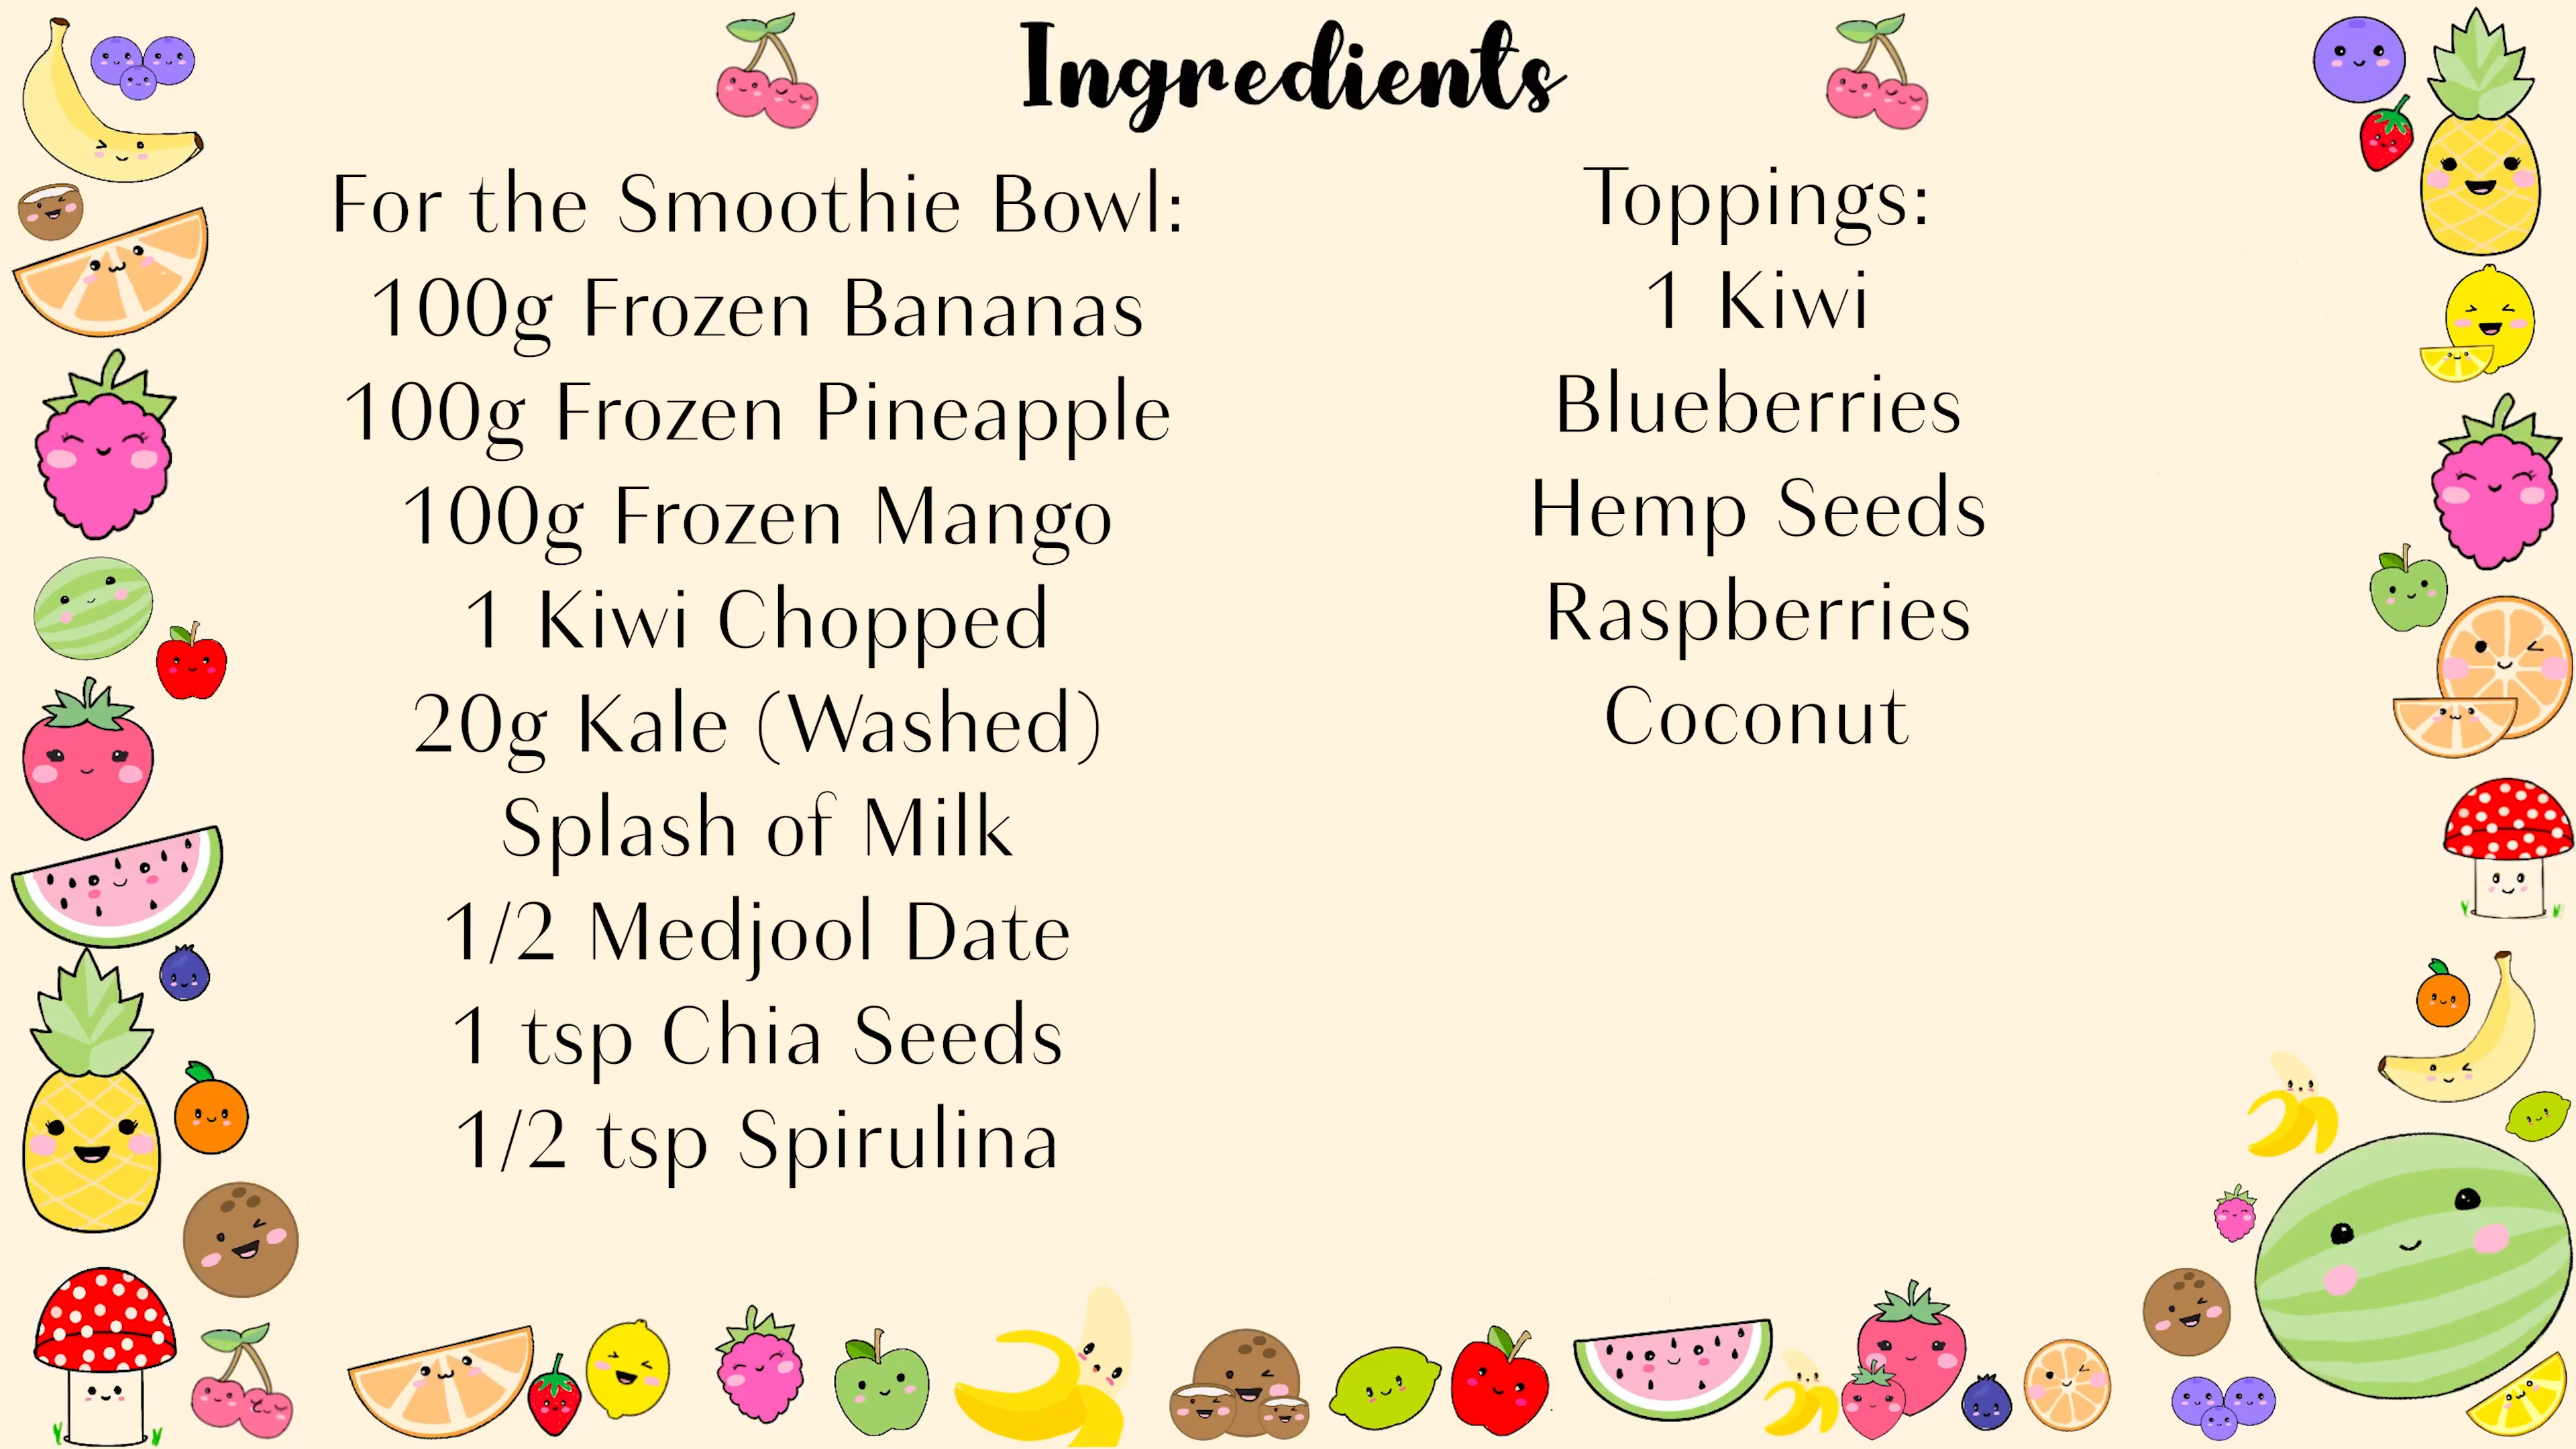 Ingredients
For the Smoothie Bowl:
100g Frozen Bananas
100g Frozen Pineapple
100g Frozen Mango
1 Kiwi Chopped
20g Kale (Washed)
Splash of Milk
1/2 Medjool Date
1 tsp Chia Seeds
1/2 tsp Spirulina
Toppings:
1 Kiwi
Blueberries
Hemp Seeds
Raspberries
Coconut